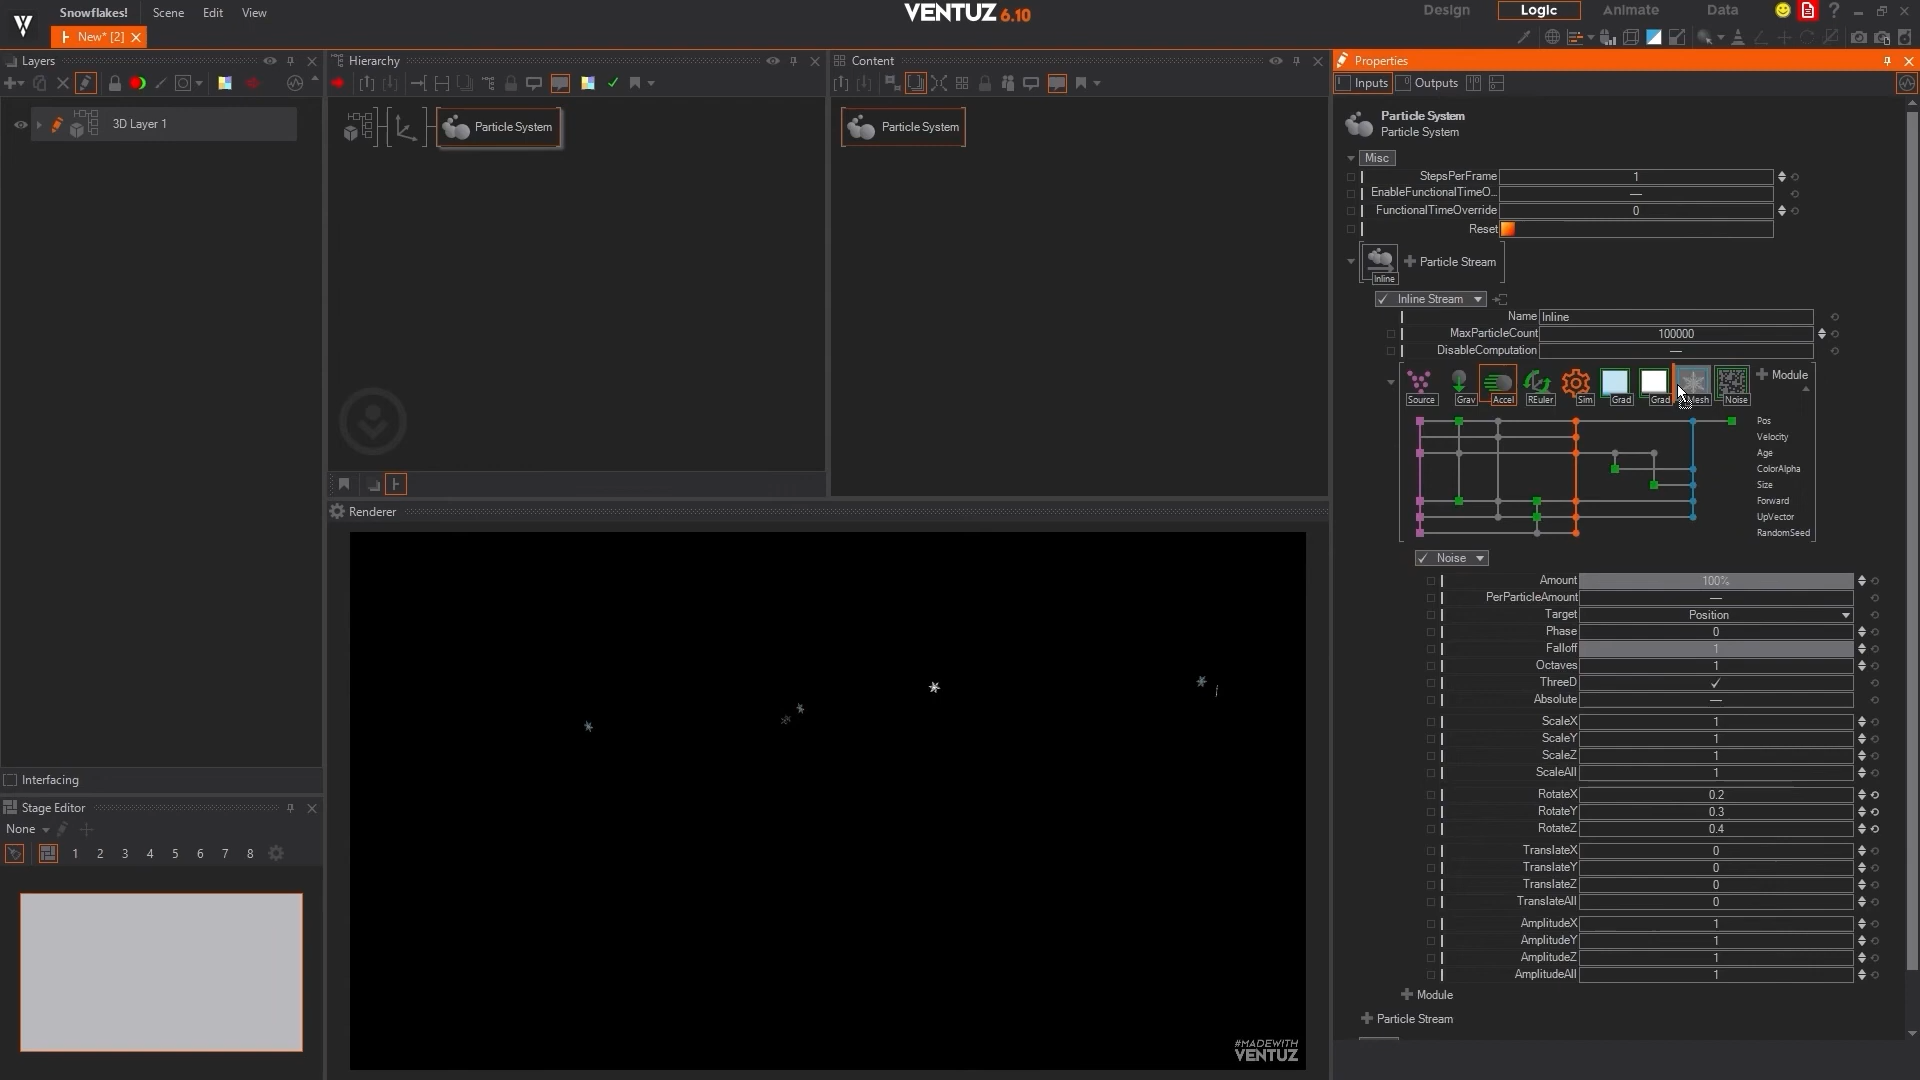 Snowflakes!
Scene
Edit
View
VENTUZ 6.10
Design
Logic
Animate
Data
?
New* [2]
Layers
Hierarchy
Content
Properties
Inputs
Outputs
3D Layer 1
Particle System
Particle System
Particle System
Particle System
Misc
StepsPerFrame
1
EnableFunctionalTimeO...
—
FunctionalTimeOverride
0
Reset
Inline
Particle Stream
Inline Stream
Name
Inline
MaxParticleCount
100000
DisableComputation
—
Source
Grav
Accel
REuler
Sim
Grad
Grad
Mesh
Noise
Module
Pos
Velocity
Age
ColorAlpha
Size
Forward
UpVector
RandomSeed
Noise
Amount
100%
PerParticleAmount
—
Target
Position
Phase
0
Falloff
1
Octaves
1
ThreeD
Absolute
—
ScaleX
1
ScaleY
1
ScaleZ
1
ScaleAll
1
RotateX
0.2
RotateY
0.3
RotateZ
0.4
TranslateX
0
TranslateY
0
TranslateZ
0
TranslateAll
0
AmplitudeX
1
AmplitudeY
1
AmplitudeZ
1
AmplitudeAll
1
Module
Particle Stream
Renderer
#MADEWITH
VENTUZ
Interfacing
Stage Editor
None
1 2 3 4 5 6 7 8